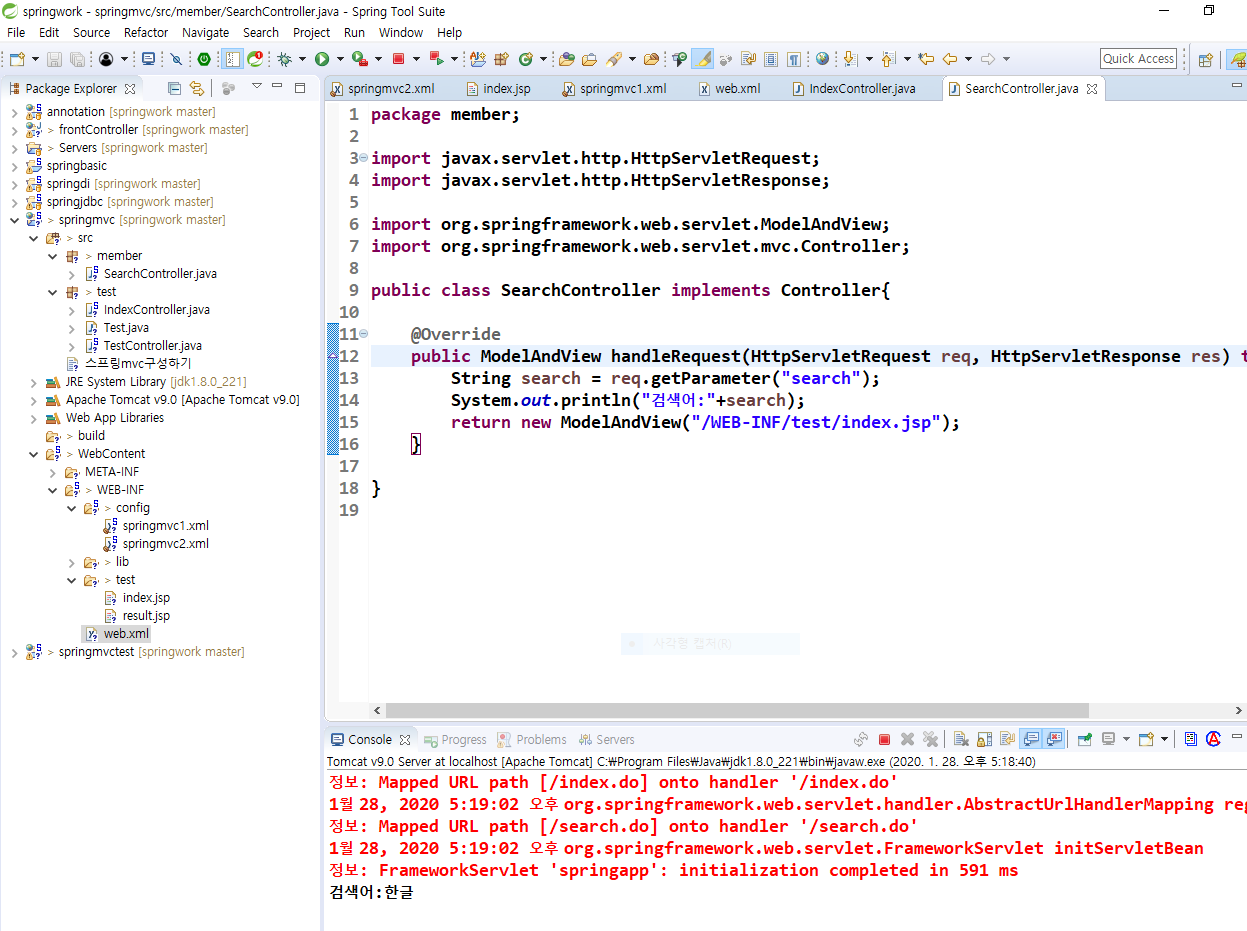 springwork - springmvc/src/member/SearchController.java - Spring Tool Suite
File Edit Source Refactor Navigate Search Project Run Window Help
Quick Access
Package Explorer
annotation [springwork master]
> frontController [springwork master]
> Servers [springwork master]
springbasic
springdi [springwork master]
springjdbc [springwork master]
> springmvc [springwork master]
> src
> member
SearchController.java
> test
IndexController.java
Test.java
TestController.java
스프링mvc구성하기
JRE System Library [jdk1.8.0_221]
Apache Tomcat v9.0 [Apache Tomcat v9.0]
Web App Libraries
> build
> WebContent
META-INF
> WEB-INF
> config
springmvc1.xml
springmvc2.xml
> lib
> test
index.jsp
result.jsp
web.xml
> springmvctest [springwork master]
springmvc2.xml index.jsp springmvc1.xml web.xml IndexController.java SearchController.java
1 package member;
2
3 import javax.servlet.http.HttpServletRequest;
4 import javax.servlet.http.HttpServletResponse;
5
6 import org.springframework.web.servlet.ModelAndView;
7 import org.springframework.web.servlet.mvc.Controller;
8
9 public class SearchController implements Controller{
10
11 @Override
12 public ModelAndView handleRequest(HttpServletRequest req, HttpServletResponse res) t
13 String search = req.getParameter("search");
14 System.out.println("검색어:"+search);
15 return new ModelAndView("/WEB-INF/test/index.jsp");
16 }
17
18 }
19
사각형 캡처(R)
Console Progress Problems Servers
Tomcat v9.0 Server at localhost [Apache Tomcat] C:₩Program Files₩Java₩jdk1.8.0_221₩bin₩javaw.exe (2020. 1. 28. 오후 5:18:40)
정보: Mapped URL path [/index.do] onto handler '/index.do'
1월 28, 2020 5:19:02 오후 org.springframework.web.servlet.handler.AbstractUrlHandlerMapping reg
정보: Mapped URL path [/search.do] onto handler '/search.do'
1월 28, 2020 5:19:02 오후 org.springframework.web.servlet.FrameworkServlet initServletBean
정보: FrameworkServlet 'springapp': initialization completed in 591 ms
검색어:한글